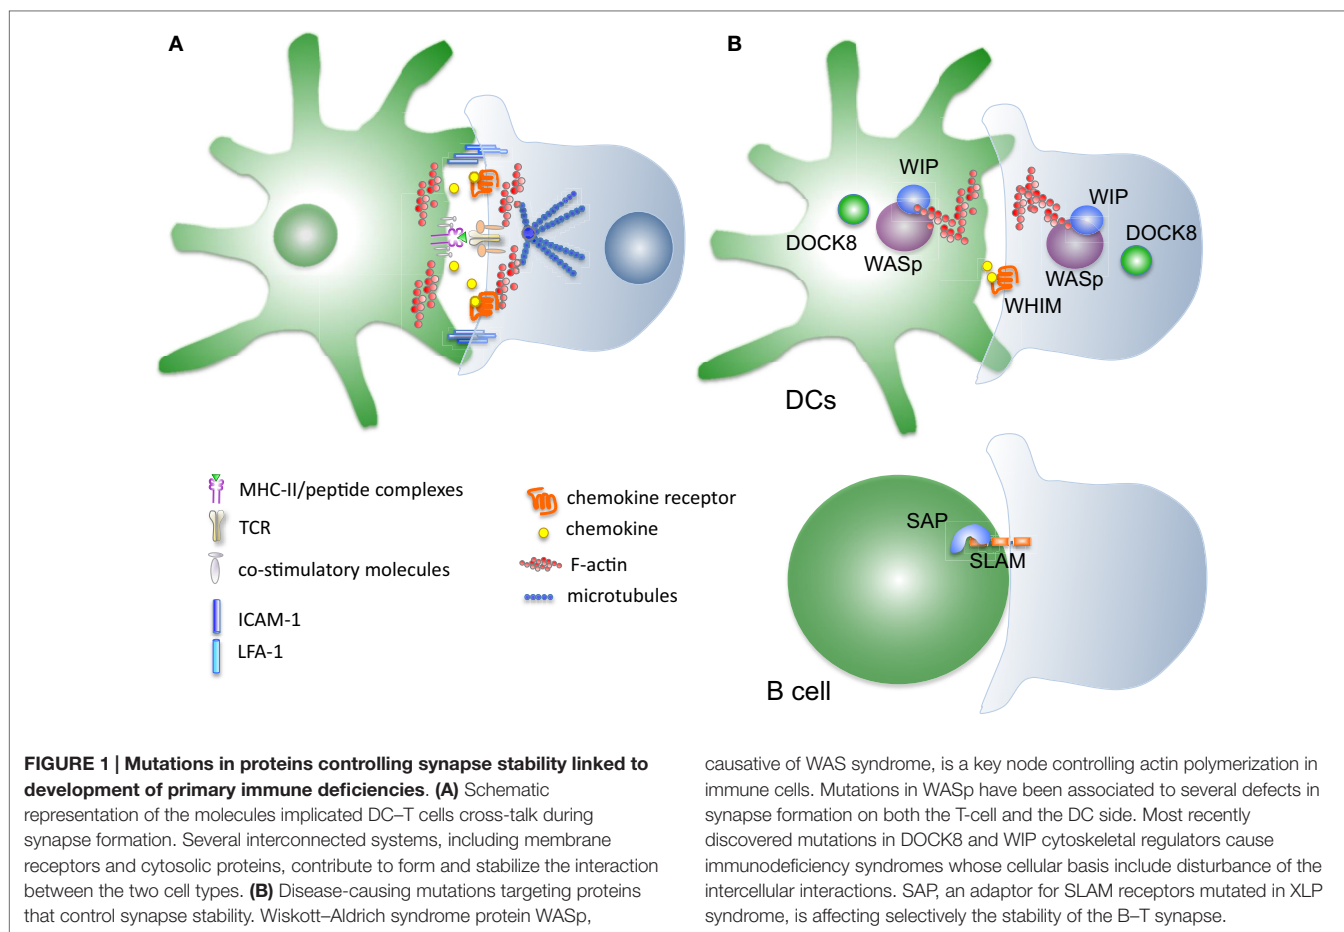 A
B
WIP
WIP
DOCK8
DOCK8
WASp
WASp
WHIM
DCs
MHC-II/peptide complexes
TCR
co-stimulatory molecules
ICAM-1
LFA-1
chemokine receptor
chemokine
F-actin
microtubules
SAP
SLAM
B cell
FIGURE 1 | Mutations in proteins controlling synapse stability linked to
development of primary immune deficiencies. (A) Schematic
representation of the molecules implicated DC–T cells cross-talk during
synapse formation. Several interconnected systems, including membrane
receptors and cytosolic proteins, contribute to form and stabilize the interaction
between the two cell types. (B) Disease-causing mutations targeting proteins
that control synapse stability. Wiskott–Aldrich syndrome protein WASp,
causative of WAS syndrome, is a key node controlling actin polymerization in
immune cells. Mutations in WASp have been associated to several defects in
synapse formation on both the T-cell and the DC side. Most recently
discovered mutations in DOCK8 and WIP cytoskeletal regulators cause
immunodeficiency syndromes whose cellular basis include disturbance of the
intercellular interactions. SAP, an adaptor for SLAM receptors mutated in XLP
syndrome, is affecting selectively the stability of the B–T synapse.